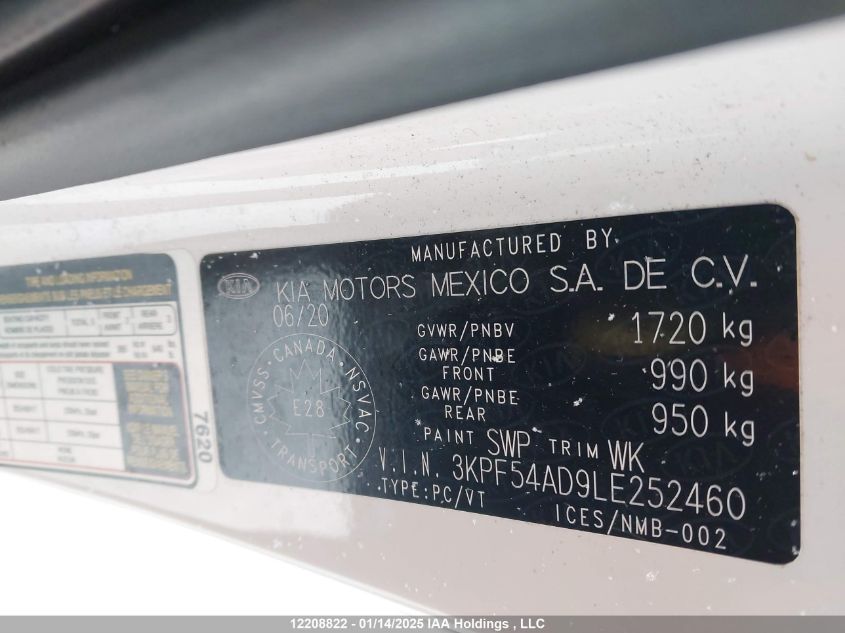 MANUFACTURED BY
KIA
KIA MOTORS MEXICO S.A. DE C.V.
06/20
GVWR/PNBV 1720 kg
GAWR/PNBE FRONT 990 kg
GAWR/PNBE REAR 950 kg
PAINT SWP TRIM WK
V.I.N. 3KPF54AD9LE252460
TYPE:PC/VT
ICES/NMB-002
CMVSS · CANADA · NSVAC
E28
TRANSPORT
7620
TOTAL
12208822 - 01/14/2025 IAA Holdings , LLC